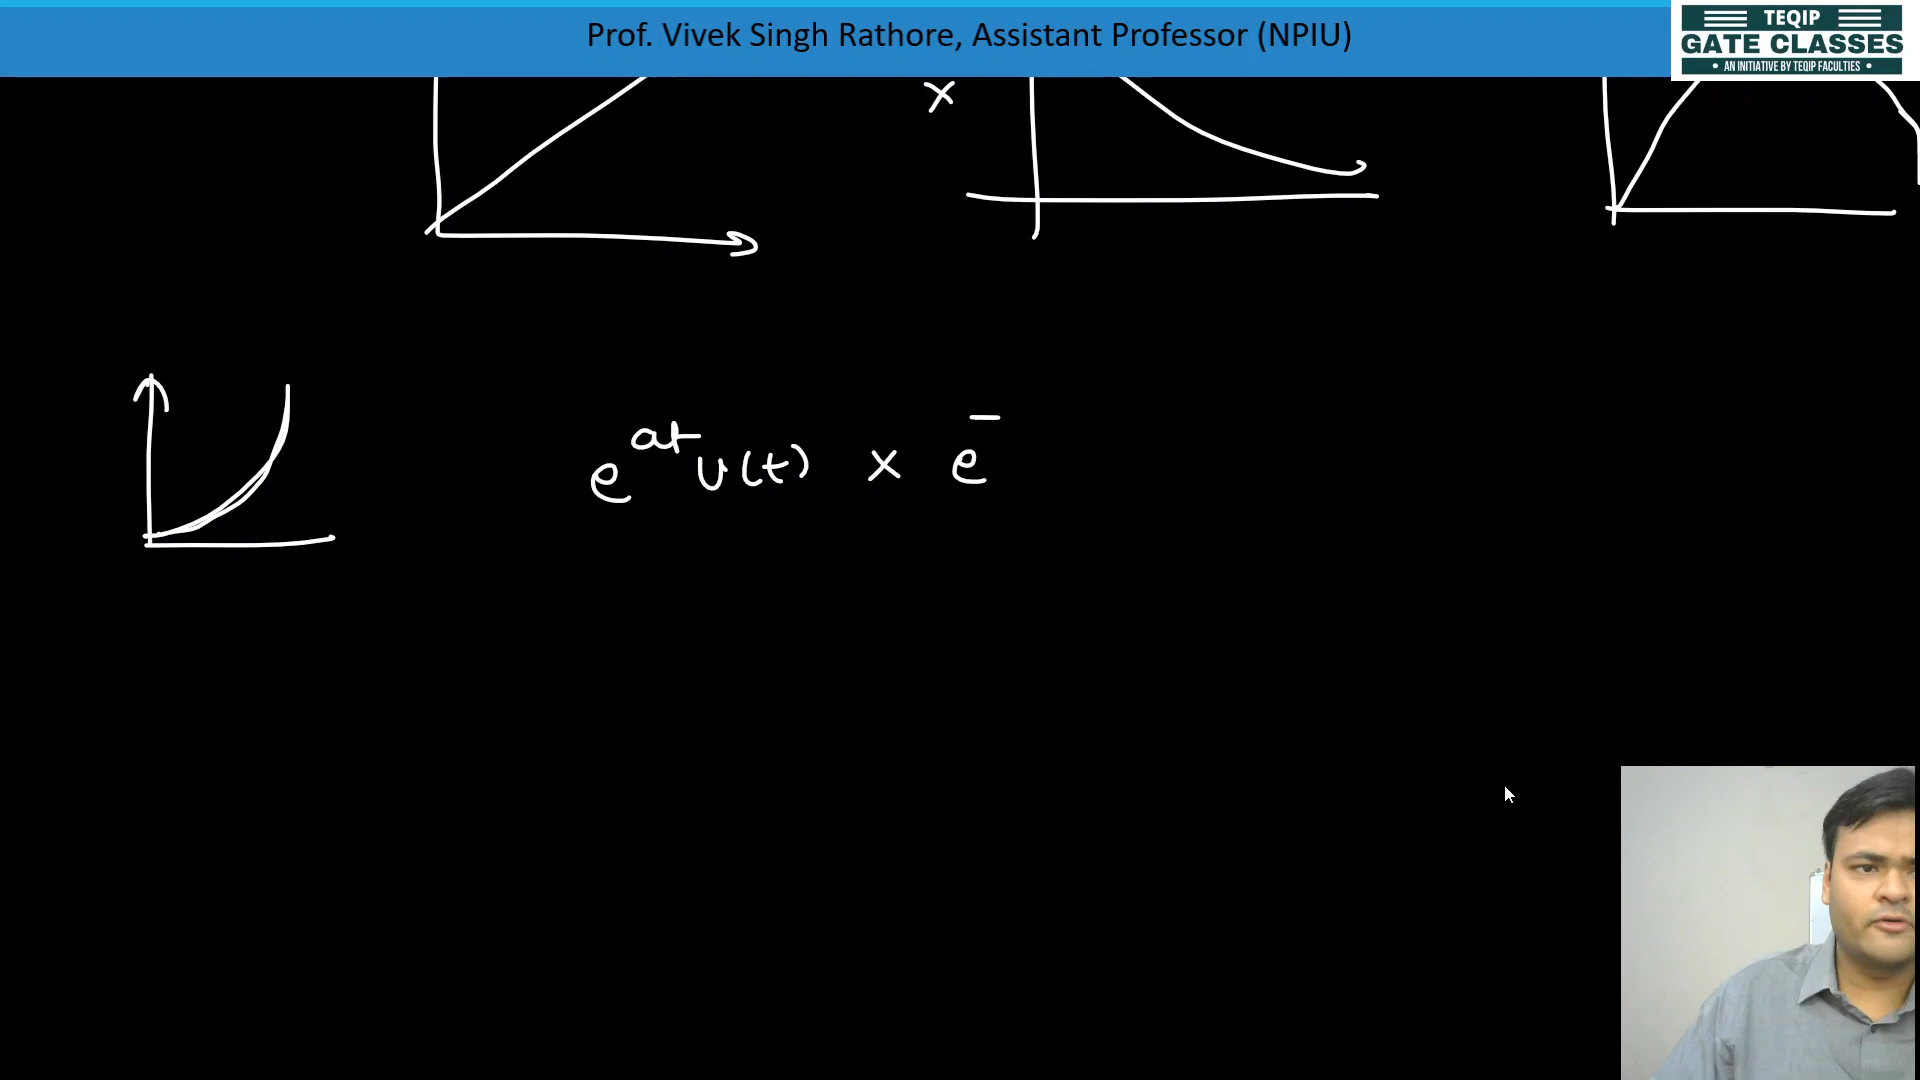 Prof. Vivek Singh Rathore, Assistant Professor (NPIU)
TEQIP
GATE CLASSES
• AN INITIATIVE BY TEQIP FACULTIES •
x
e^at u(t) x e^-